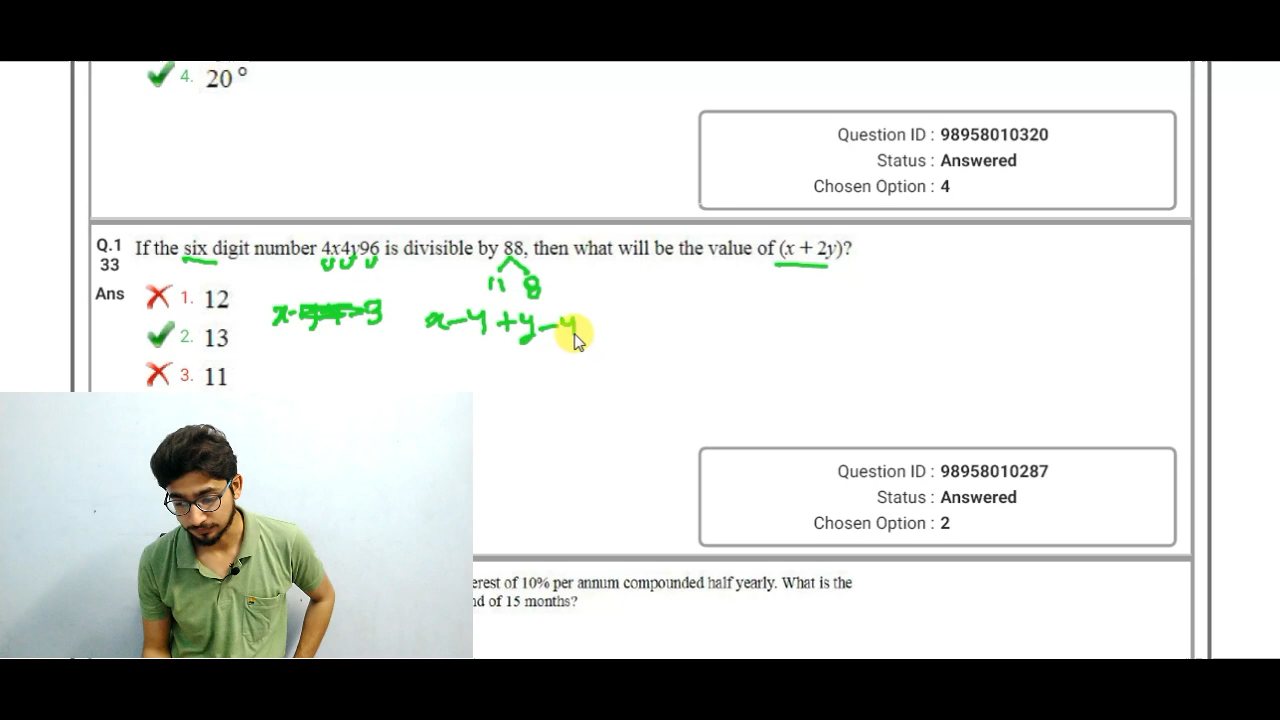 4. 20°
Question ID : 98958010320
Status : Answered
Chosen Option : 4
Q.1 If the six digit number 4x4y96 is divisible by 88, then what will be the value of (x + 2y)?
33
11 8
Ans 1. 12
x- -9 x-4+y-4
2. 13
3. 11
Question ID : 98958010287
Status : Answered
Chosen Option : 2
erest of 10% per annum compounded half yearly. What is the
nd of 15 months?